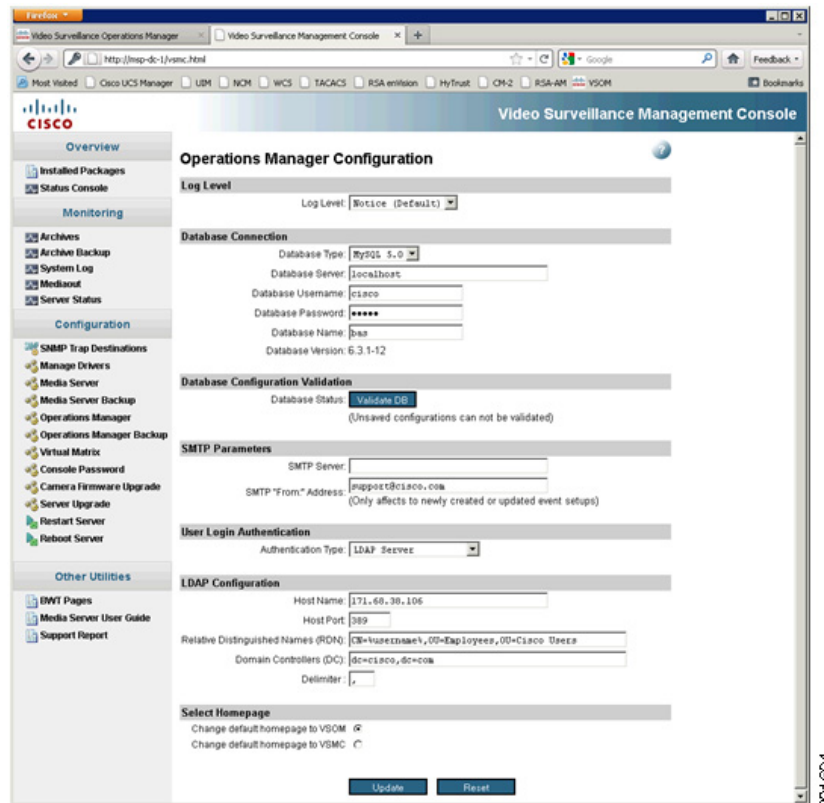 Firefox
Video Surveillance Operations Manager
Video Surveillance Management Console
http://msp-dc-1/vsmc.html
Google
Feedback
Most Visited
Cisco UCS Manager
UIM
NCM
WCS
TACACS
RSA enVision
HyTrust
CM-2
RSA-AM
VSOM
Bookmarks
CISCO
Video Surveillance Management Console
Overview
Installed Packages
Status Console
Monitoring
Archives
Archive Backup
System Log
Mediaout
Server Status
Configuration
SNMP Trap Destinations
Manage Drivers
Media Server
Media Server Backup
Operations Manager
Operations Manager Backup
Virtual Matrix
Console Password
Camera Firmware Upgrade
Server Upgrade
Restart Server
Reboot Server
Other Utilities
BWT Pages
Media Server User Guide
Support Report
Operations Manager Configuration
Log Level
Log Level: Notice (Default)
Database Connection
Database Type: MySQL 5.0
Database Server: localhost
Database Username: cisco
Database Password: •••••
Database Name: bas
Database Version: 6.3.1-12
Database Configuration Validation
Database Status: Validate DB
(Unsaved configurations can not be validated)
SMTP Parameters
SMTP Server:
SMTP "From:" Address: support@cisco.com
(Only affects to newly created or updated event setups)
User Login Authentication
Authentication Type: LDAP Server
LDAP Configuration
Host Name: 171.68.38.106
Host Port: 389
Relative Distinguished Names (RDN): CN=%username%,OU=Employees,OU=Cisco Users
Domain Controllers (DC): dc=cisco,dc=com
Delimiter: ,
Select Homepage
Change default homepage to VSOM
Change default homepage to VSMC
Update
Reset